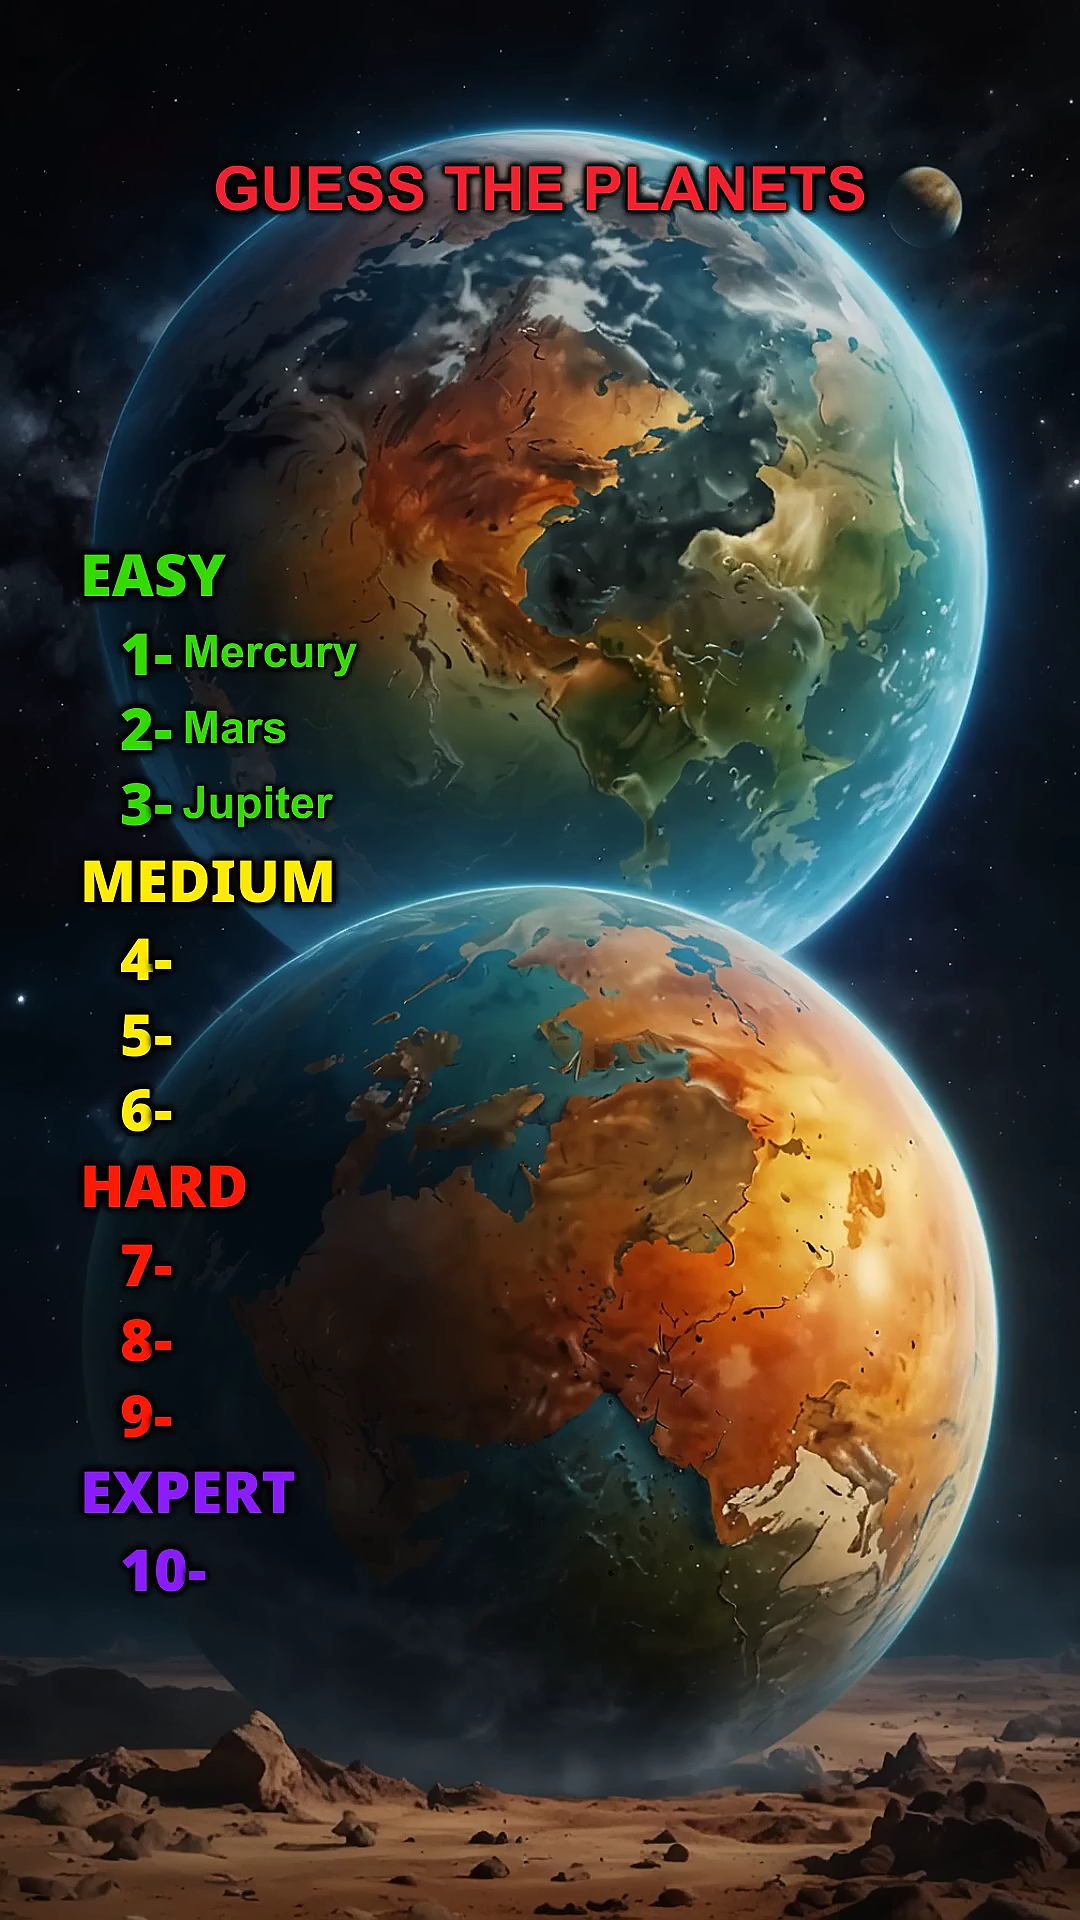 GUESS THE PLANETS
EASY
1- Mercury
2- Mars
3- Jupiter
MEDIUM
4-
5-
6-
HARD
7-
8-
9-
EXPERT
10-